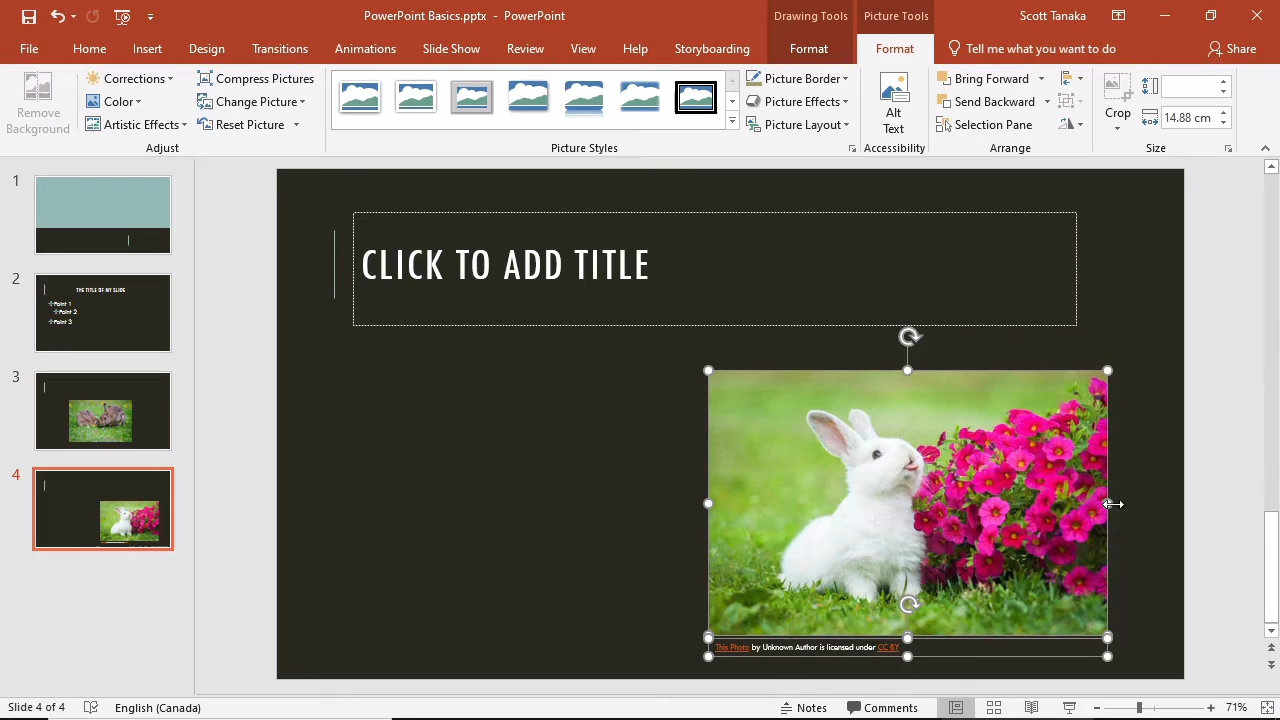 PowerPoint Basics.pptx - PowerPoint
Drawing Tools
Picture Tools
Scott Tanaka
File
Home
Insert
Design
Transitions
Animations
Slide Show
Review
View
Help
Storyboarding
Format
Format
Tell me what you want to do
Share
Remove
Background
Corrections
Color
Artistic Effects
Compress Pictures
Change Picture
Reset Picture
Adjust
Picture Styles
Picture Border
Picture Effects
Picture Layout
Alt
Text
Accessibility
Bring Forward
Send Backward
Selection Pane
Arrange
Crop
14.88 cm
Size
1
2
THE TITLE OF MY SLIDE
Point 1
Point 2
Point 3
3
4
CLICK TO ADD TITLE
This Photo by Unknown Author is licensed under CC BY
Slide 4 of 4
English (Canada)
Notes
Comments
71%